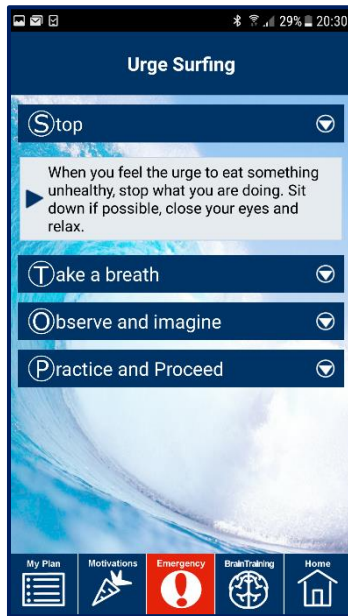 29% 20:30
Urge Surfing
Stop
When you feel the urge to eat something
unhealthy, stop what you are doing. Sit
down if possible, close your eyes and
relax.
Take a breath
Observe and imagine
Practice and Proceed
My Plan Motivations Emergency BrainTraining Home